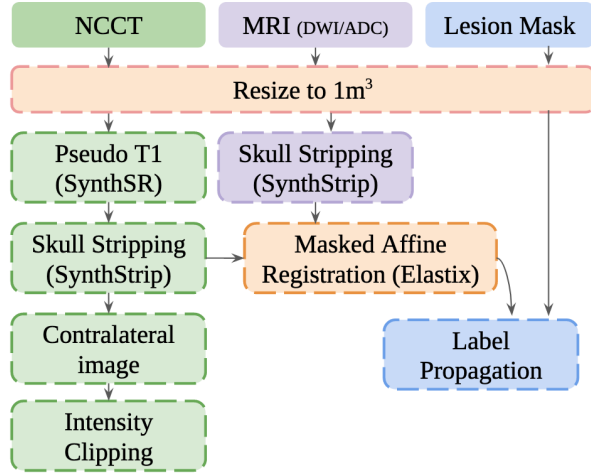 NCCT
MRI (DWI/ADC)
Lesion Mask
Resize to 1m³
Pseudo T1
(SynthSR)
Skull Stripping
(SynthStrip)
Skull Stripping
(SynthStrip)
Masked Affine
Registration (Elastix)
Contralateral
image
Label
Propagation
Intensity
Clipping